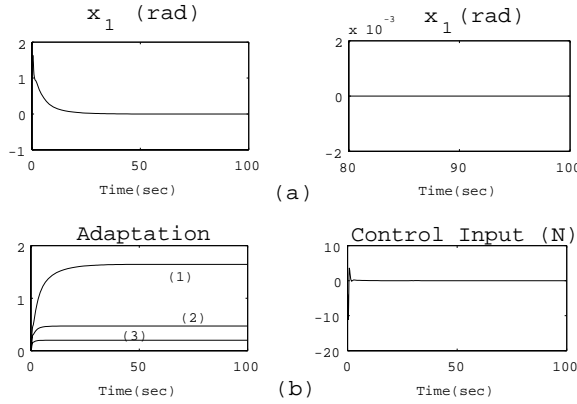 x_1 (rad)
2
1
0
-1
0
50
100
Time(sec)
x 10^-3
x_1 (rad)
2
0
-2
80
90
100
Time(sec)
(a)
Adaptation
2
1
0
(1)
(2)
(3)
0
50
100
Time(sec)
Control Input (N)
10
0
-10
-20
0
50
100
Time(sec)
(b)